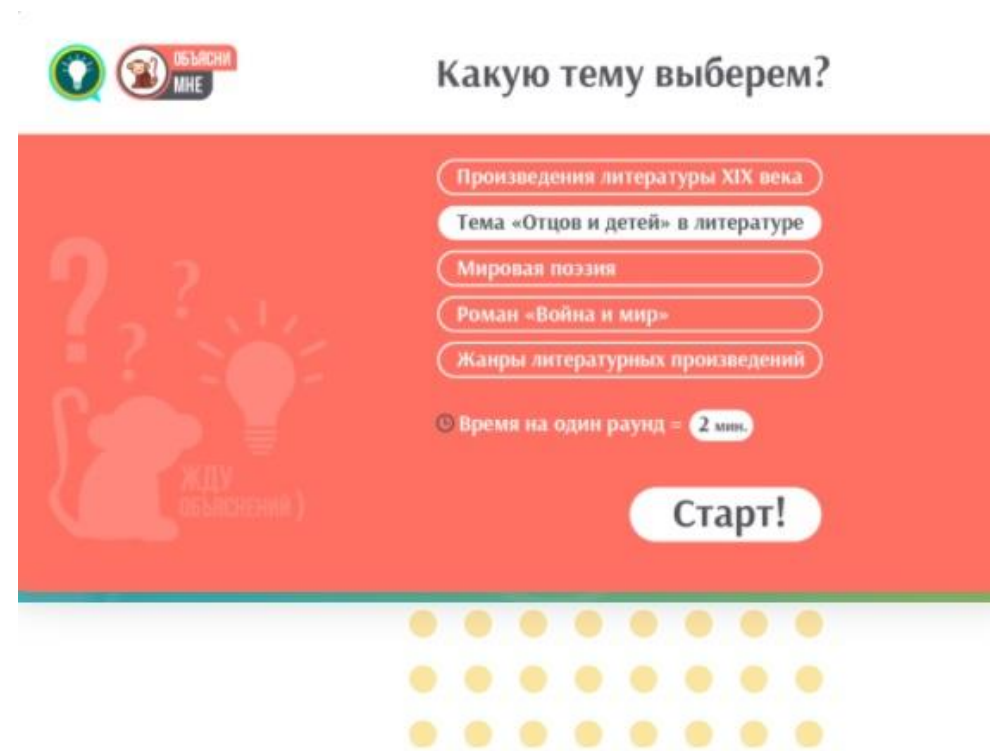 ОБЪЯСНИ
МНЕ
Какую тему выберем?
Произведения литературы XIX века
Тема «Отцов и детей» в литературе
Мировая поэзия
Роман «Война и мир»
Жанры литературных произведений
Время на один раунд = 2 мин.
ЖДУ
ОБЪЯСНЕНИЙ )
Старт!